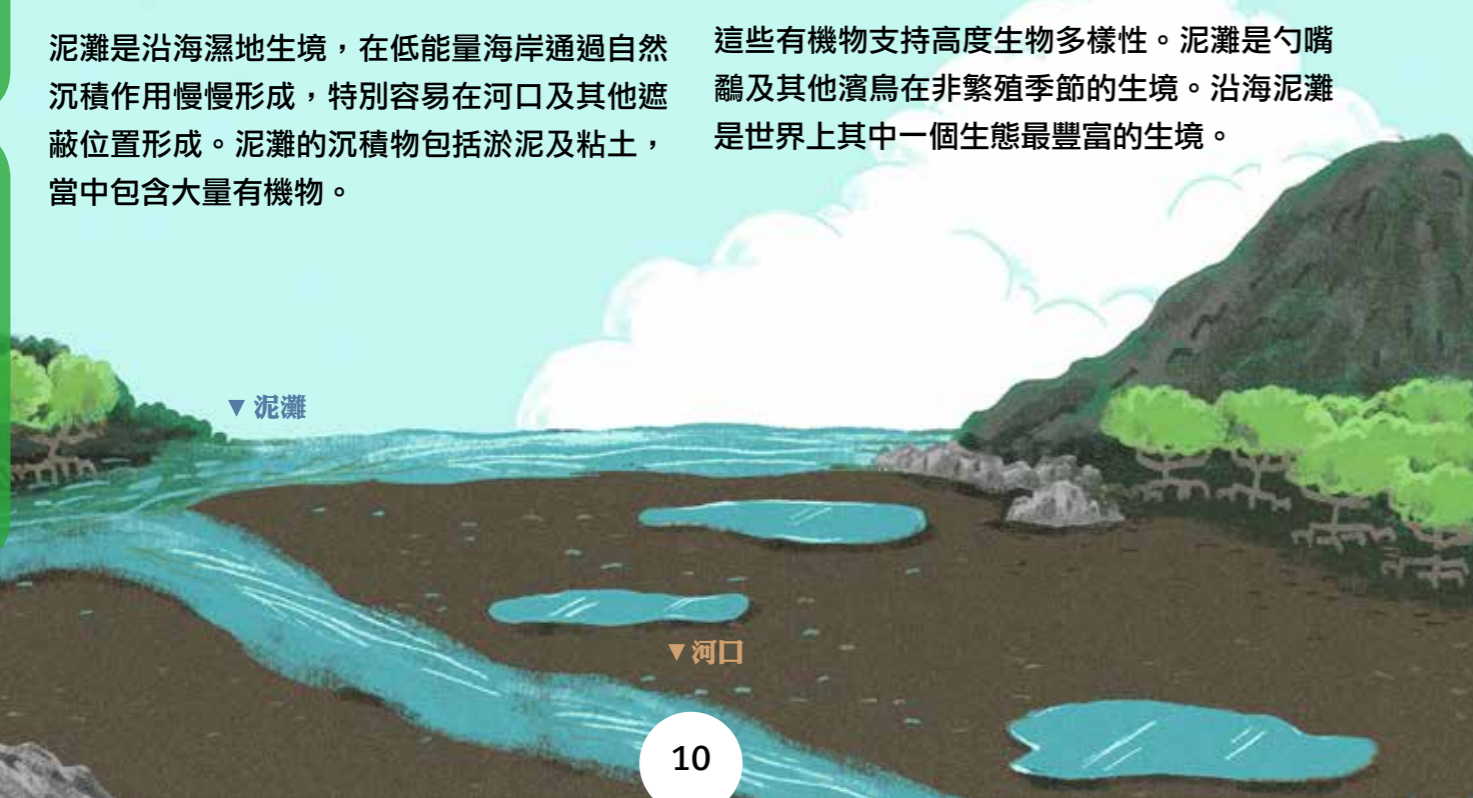 泥灘是沿海濕地生境，在低能量海岸通過自然
沉積作用慢慢形成，特別容易在河口及其他遮
蔽位置形成。泥灘的沉積物包括淤泥及粘土，
當中包含大量有機物。
這些有機物支持高度生物多樣性。泥灘是勺嘴
鷸及其他濱鳥在非繁殖季節的生境。沿海泥灘
是世界上其中一個生態最豐富的生境。
▼ 泥灘
▼ 河口
10